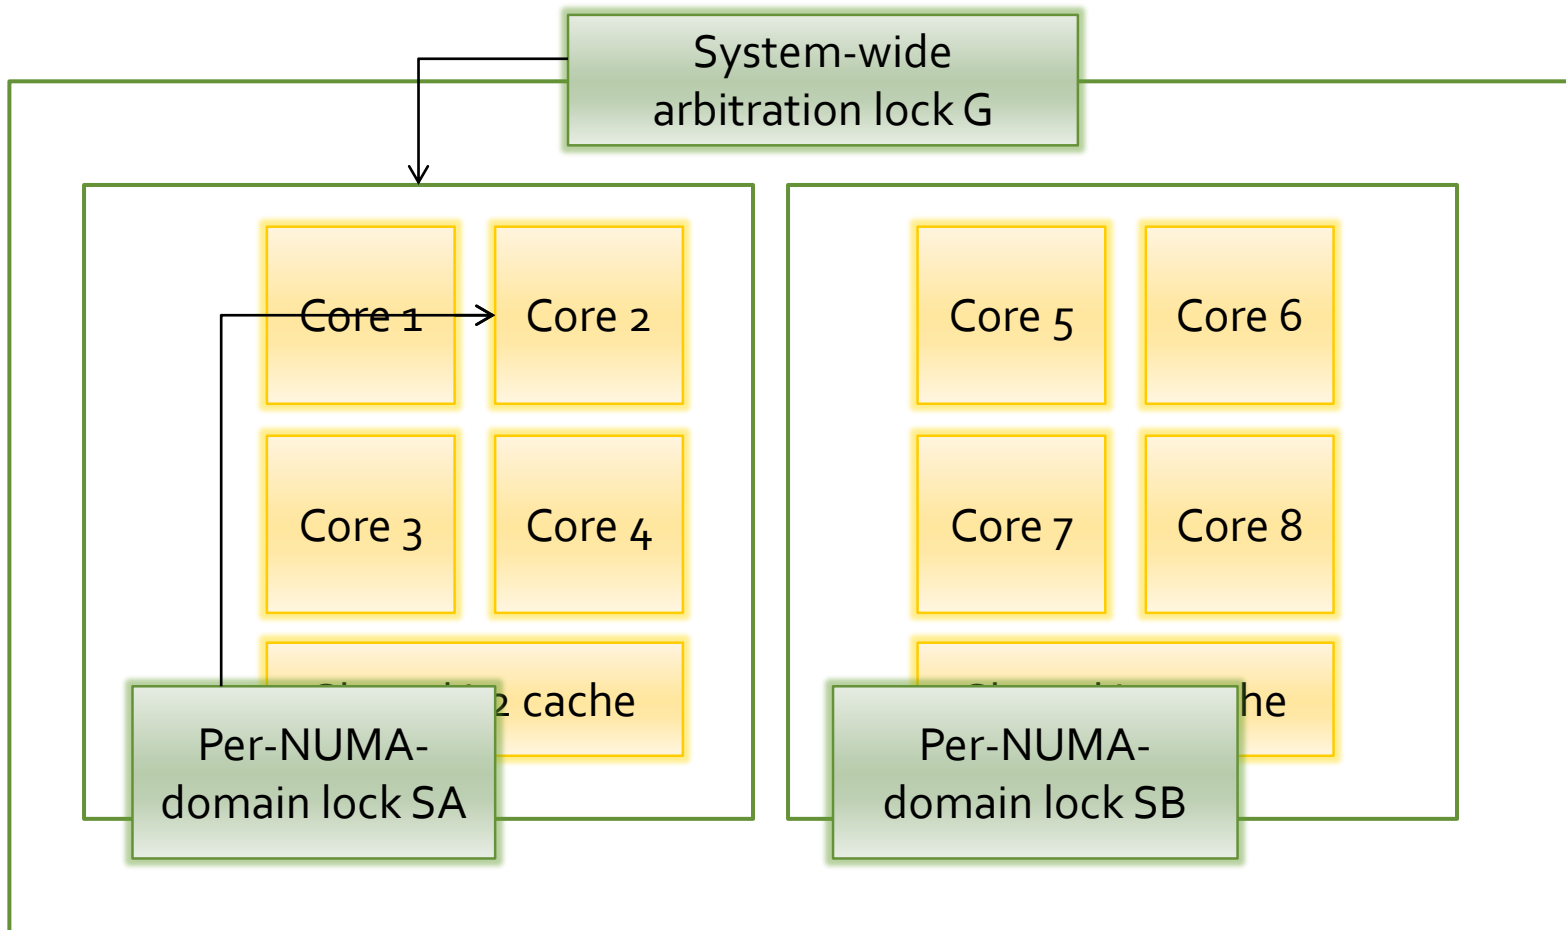 System-wide
arbitration lock G
Core 1
Core 2
Core 5
Core 6
Core 3
Core 4
Core 7
Core 8
2 cache
he
Per-NUMA-
domain lock SA
Per-NUMA-
domain lock SB